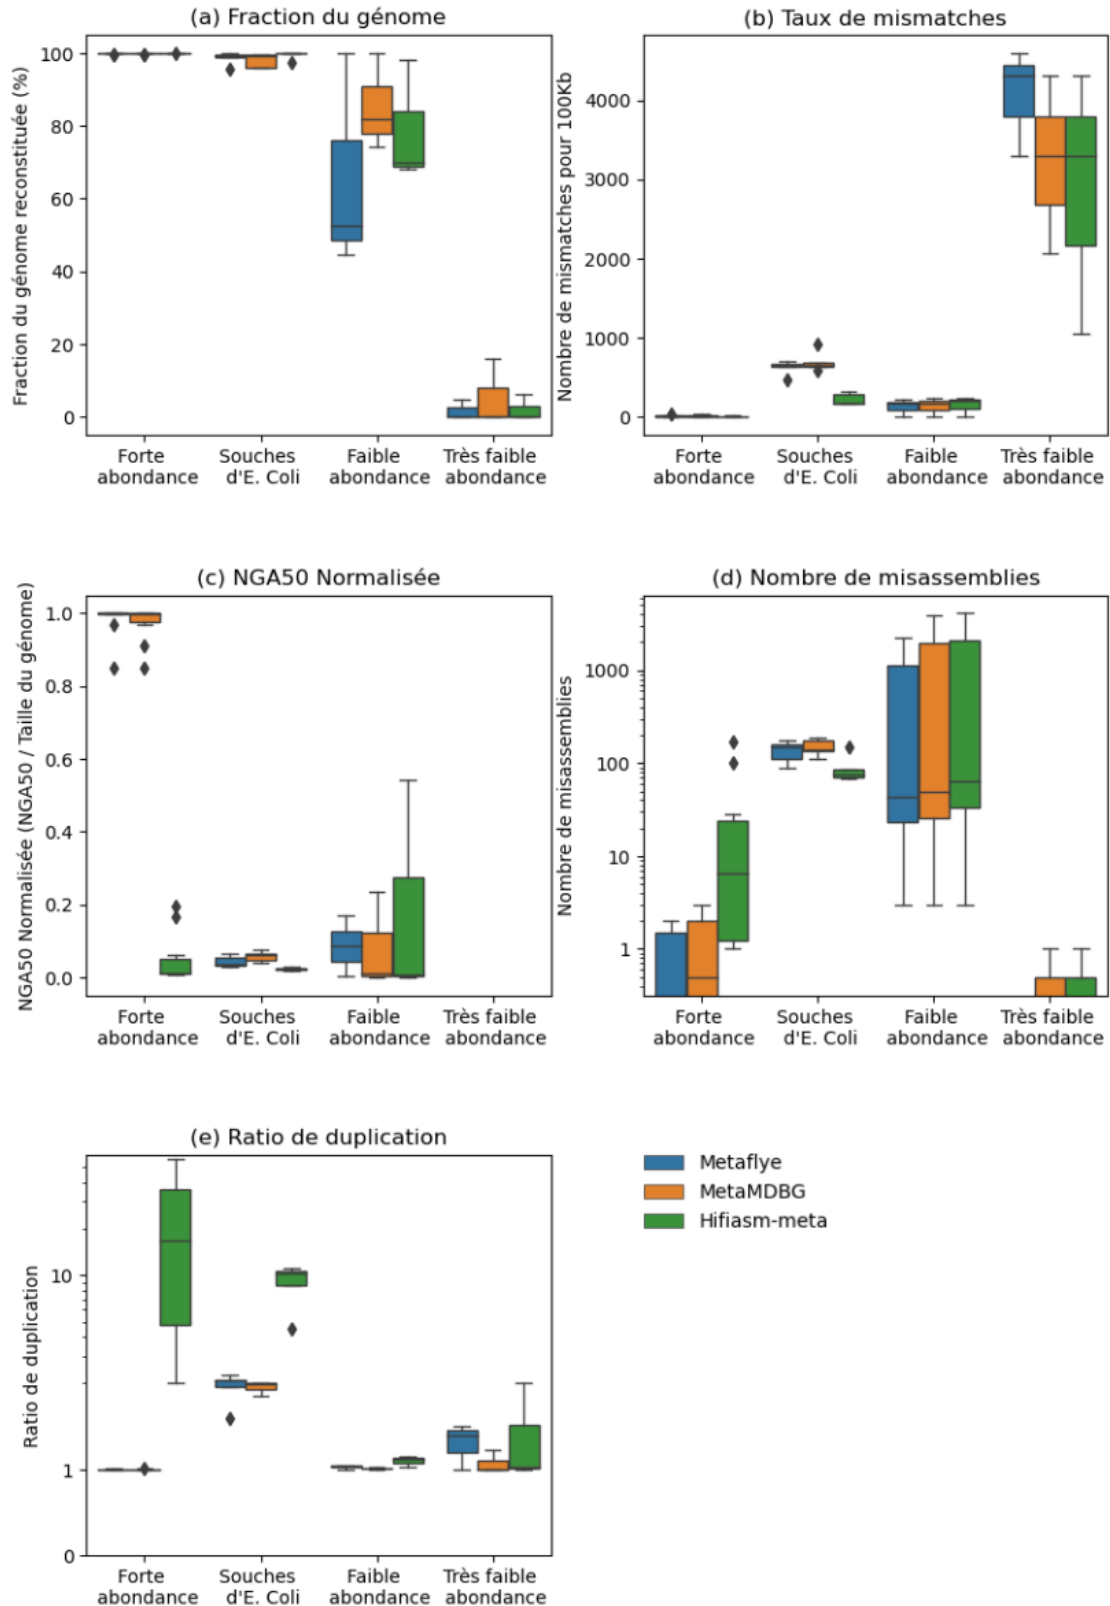 (a) Fraction du génome
Fraction du génome reconstituée (%)
100
80
60
40
20
0
Forte abondance
Souches d'E. Coli
Faible abondance
Très faible abondance
(b) Taux de mismatches
Nombre de mismatches pour 100Kb
4000
3000
2000
1000
0
Forte abondance
Souches d'E. Coli
Faible abondance
Très faible abondance
(c) NGA50 Normalisée
NGA50 Normalisée (NGA50 / Taille du génome)
1.0
0.8
0.6
0.4
0.2
0.0
Forte abondance
Souches d'E. Coli
Faible abondance
Très faible abondance
(d) Nombre de misassemblies
Nombre de misassemblies
1000
100
10
1
Forte abondance
Souches d'E. Coli
Faible abondance
Très faible abondance
(e) Ratio de duplication
Ratio de duplication
10
1
0
Forte abondance
Souches d'E. Coli
Faible abondance
Très faible abondance
Metaflye
MetaMDBG
Hifiasm-meta